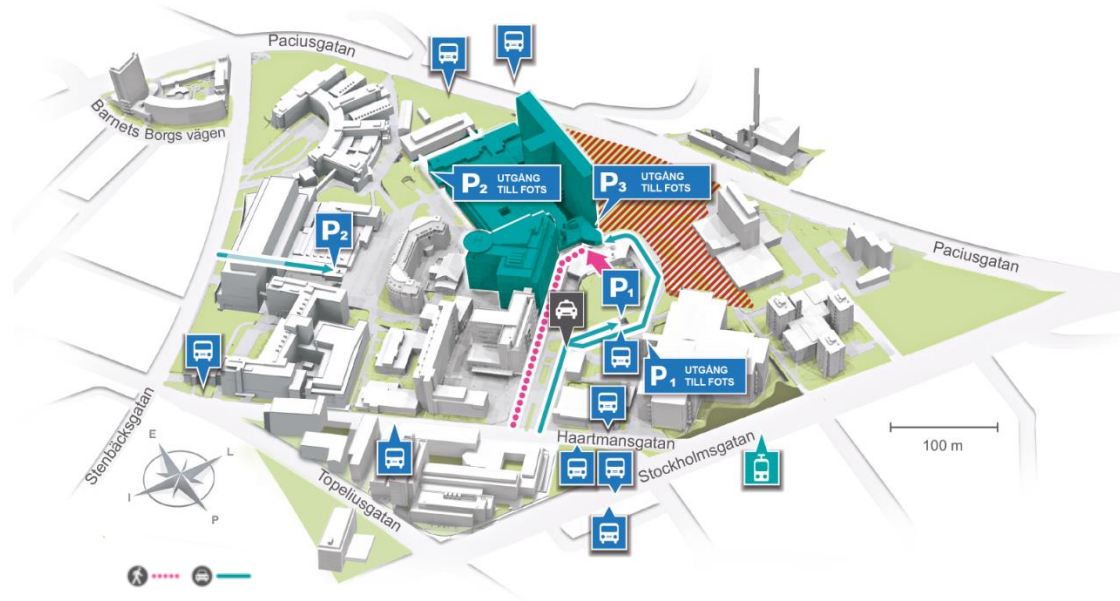 Paciusgatan
Barnets Borgs vägen
P2 UTGÅNG
TILL FOTS
P3 UTGÅNG
TILL FOTS
P2
Paciusgatan
P1
P1 UTGÅNG
TILL FOTS
Stenbäcksgatan
Haartmansgatan
Stockholmsgatan
100 m
Topeliusgatan
E
L
I
P